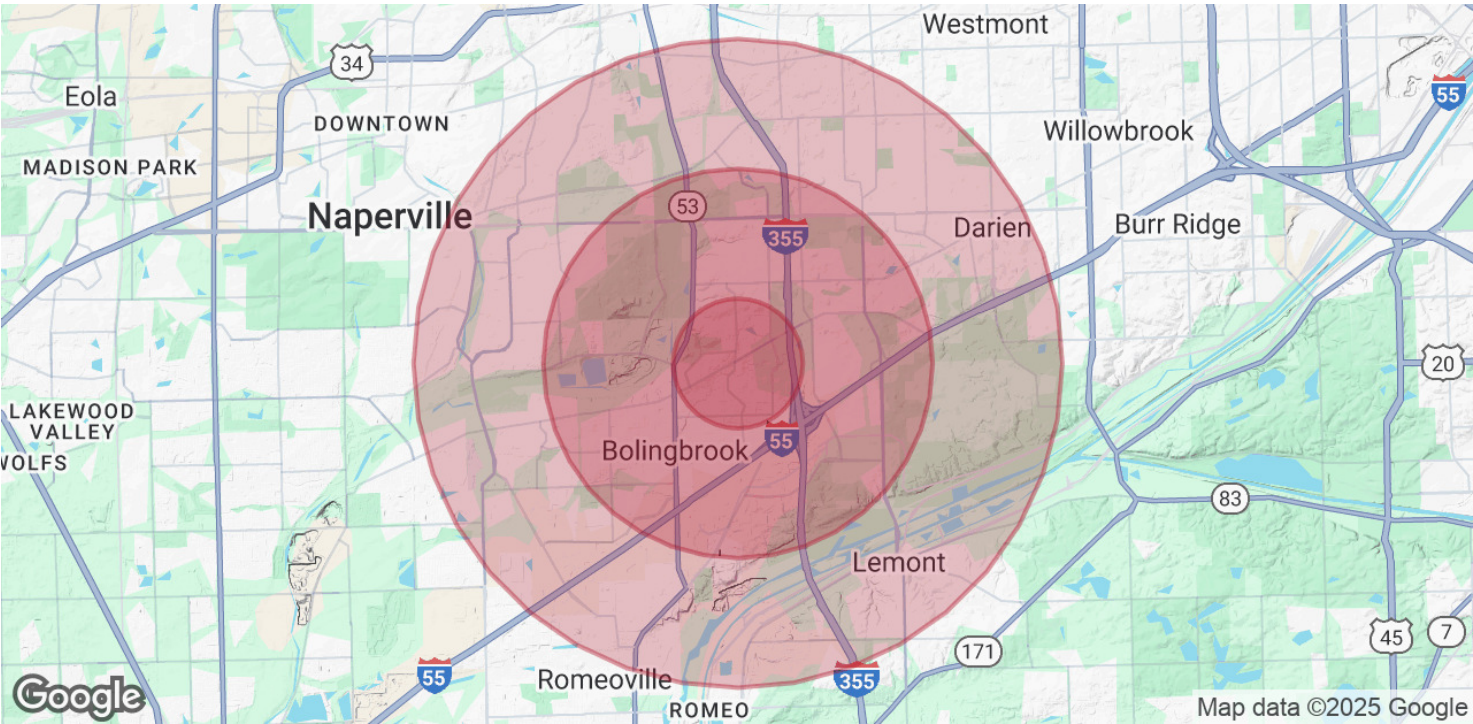 Westmont
34
55
Eola
DOWNTOWN
Willowbrook
MADISON PARK
53
Naperville
355
Darien
Burr Ridge
20
LAKEWOOD
VALLEY
WOLFS
Bolingbrook
55
83
Lemont
45
7
171
55
Romeoville
355
Google
ROMEO
Map data ©2025 Google